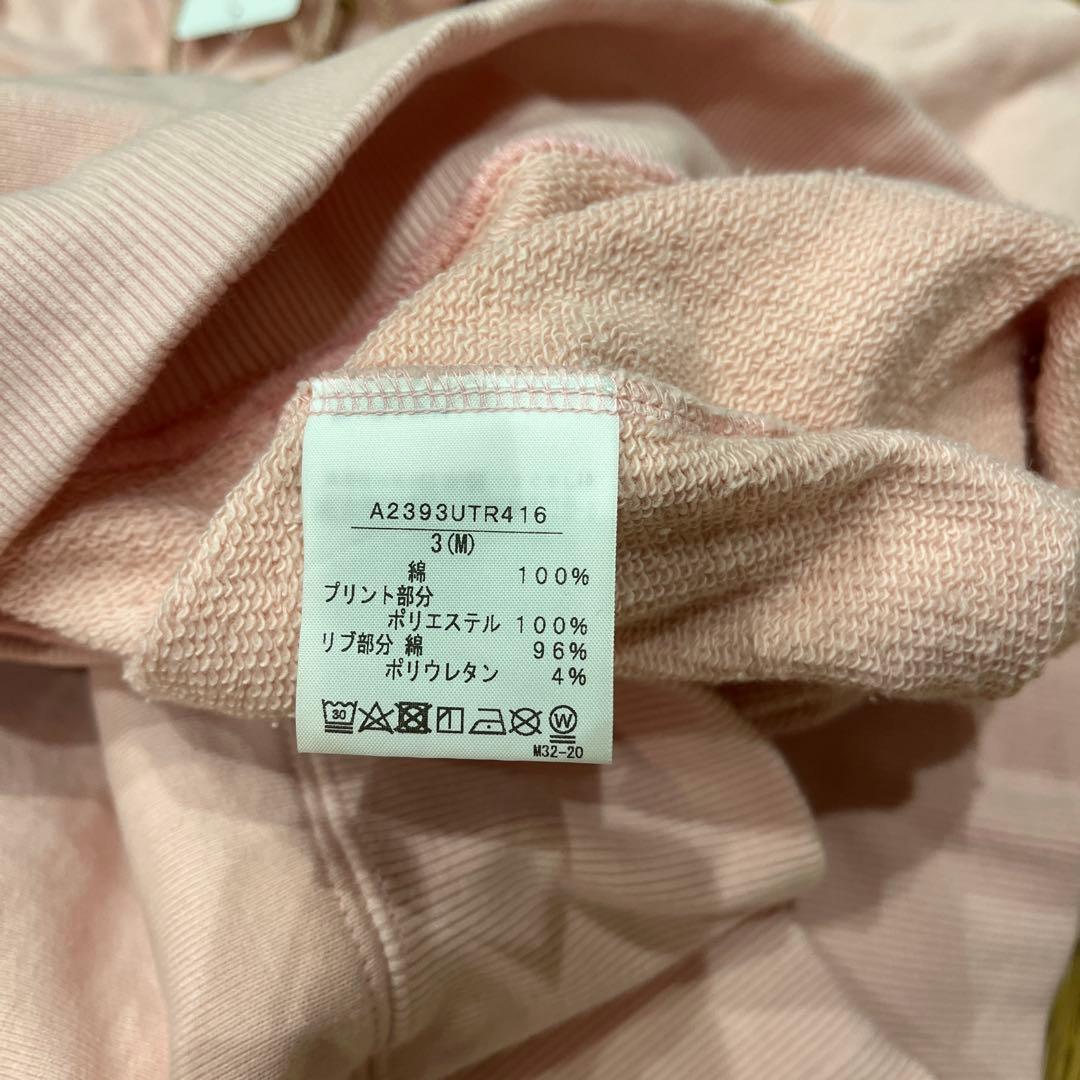 A2393UTR416
3(M)
綿 100%
プリント部分
ポリエステル 100%
リブ部分 綿 96%
ポリウレタン 4%
30 W
M32-20